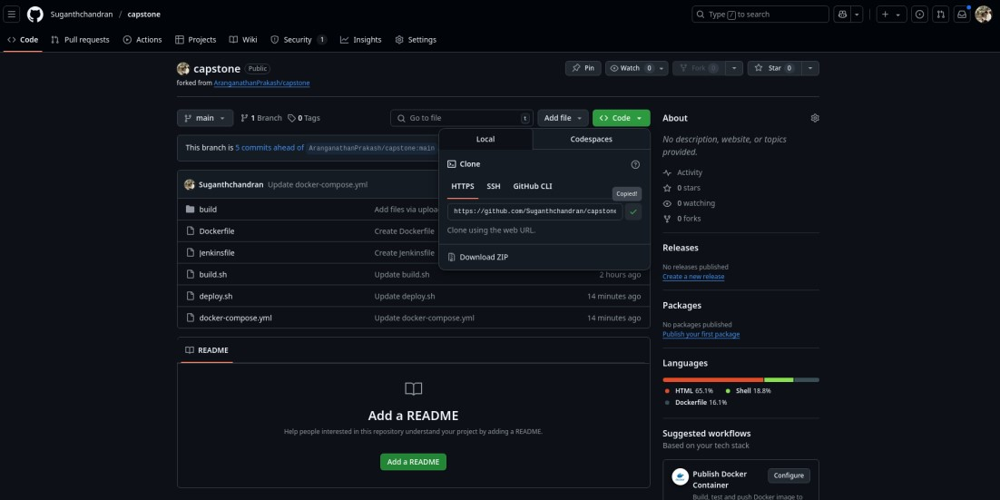 Suganthchandran / capstone
Type / to search
Code Pull requests Actions Projects Wiki Security 1 Insights Settings
capstone Public
forked from AranganathanPrakash/capstone
Pin Watch 0 Fork 0 Star 0
main 1 Branch 0 Tags
Go to file t Add file Code
This branch is 5 commits ahead of AranganathanPrakash/capstone:main
Suganthchandran Update docker-compose.yml
build Add files via uploa
Dockerfile Create Dockerfile
Jenkinsfile Create Jenkinsfile
build.sh Update build.sh 2 hours ago
deploy.sh Update deploy.sh 14 minutes ago
docker-compose.yml Update docker-compose.yml 14 minutes ago
Local Codespaces
Clone
HTTPS SSH GitHub CLI
Copied!
https://github.com/Suganthchandran/capstone
Clone using the web URL.
Download ZIP
README
Add a README
Help people interested in this repository understand your project by adding a README.
Add a README
About
No description, website, or topics
provided.
Activity
0 stars
0 watching
0 forks
Releases
No releases published
Create a new release
Packages
No packages published
Publish your first package
Languages
HTML 65.1% Shell 18.8%
Dockerfile 16.1%
Suggested workflows
Based on your tech stack
Publish Docker
Container
Configure
Build, test and push Docker image to